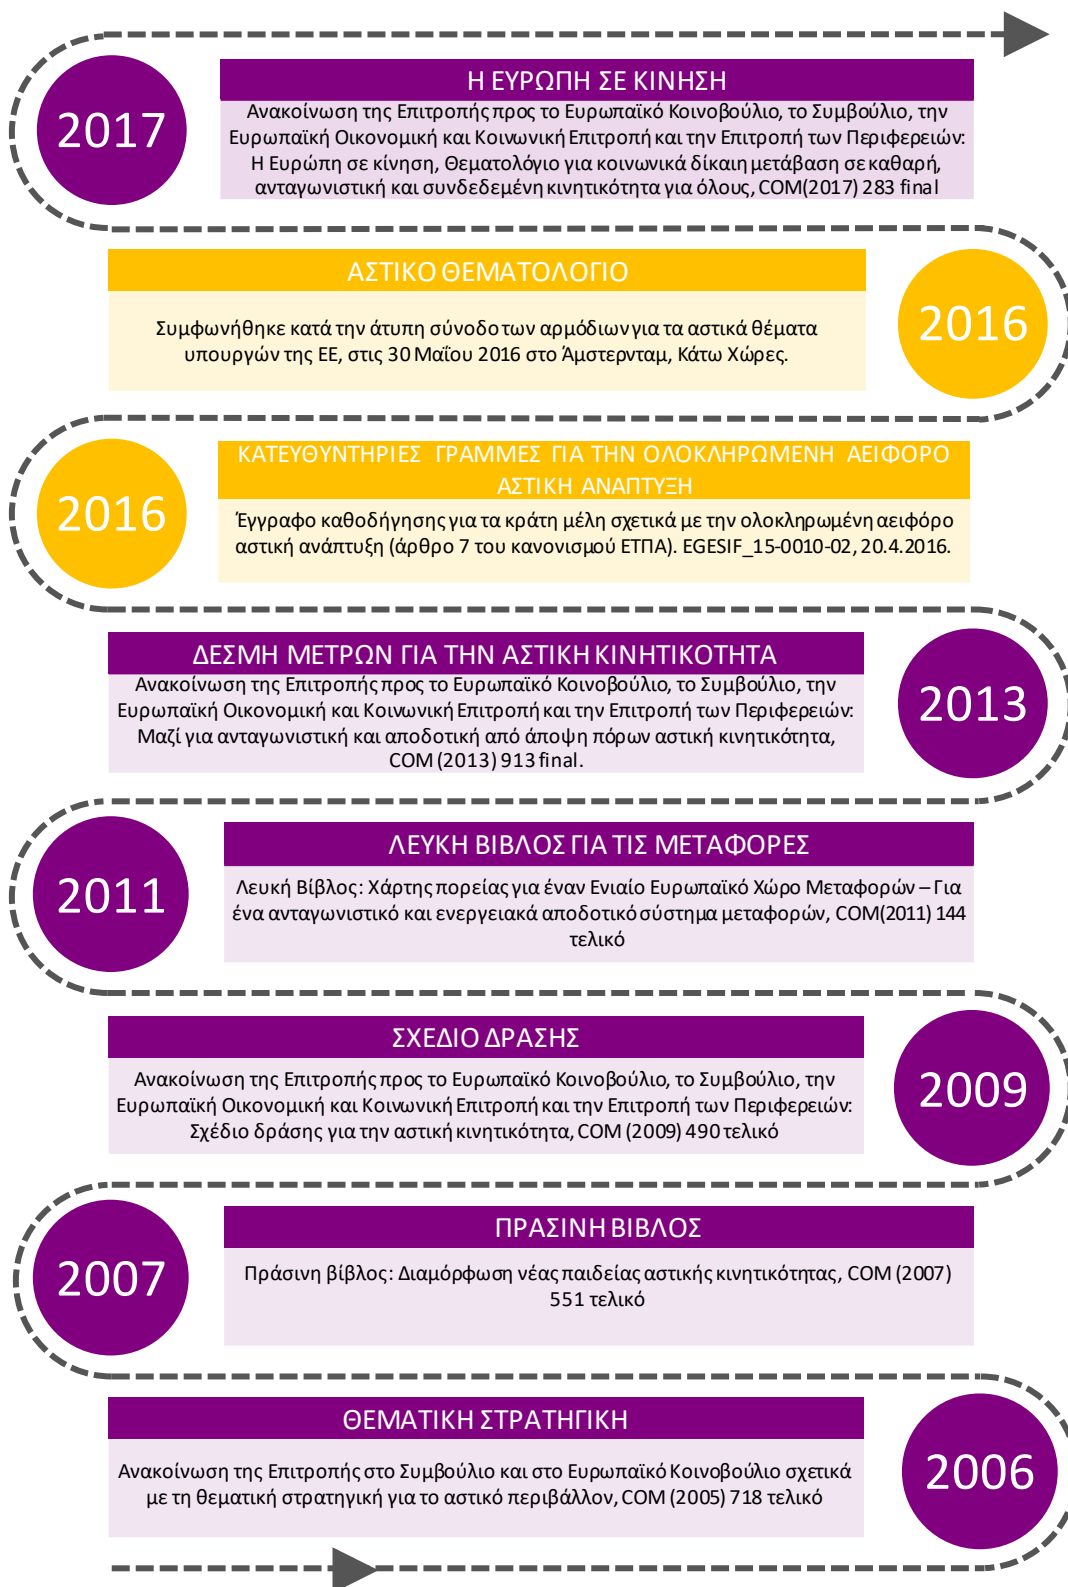 2017
Η ΕΥΡΩΠΗ ΣΕ ΚΙΝΗΣΗ
Ανακοίνωση της Επιτροπής προς το Ευρωπαϊκό Κοινοβούλιο, το Συμβούλιο, την
Ευρωπαϊκή Οικονομική και Κοινωνική Επιτροπή και την Επιτροπή των Περιφερειών:
Η Ευρώπη σε κίνηση, Θεματολόγιο για κοινωνικά δίκαιη μετάβαση σε καθαρή,
ανταγωνιστική και συνδεδεμένη κινητικότητα για όλους, COM(2017) 283 final
ΑΣΤΙΚΟ ΘΕΜΑΤΟΛΟΓΙΟ
Συμφωνήθηκε κατά την άτυπη σύνοδο των αρμόδιων για τα αστικά θέματα
υπουργών της ΕΕ, στις 30 Μαΐου 2016 στο Άμστερνταμ, Κάτω Χώρες.
2016
2016
ΚΑΤΕΥΘΥΝΤΗΡΙΕΣ ΓΡΑΜΜΕΣ ΓΙΑ ΤΗΝ ΟΛΟΚΛΗΡΩΜΕΝΗ ΑΕΙΦΟΡΟ
ΑΣΤΙΚΗ ΑΝΑΠΤΥΞΗ
Έγγραφο καθοδήγησης για τα κράτη μέλη σχετικά με την ολοκληρωμένη αειφόρο
αστική ανάπτυξη (άρθρο 7 του κανονισμού ΕΤΠΑ). EGESIF_15-0010-02, 20.4.2016.
ΔΕΣΜΗ ΜΕΤΡΩΝ ΓΙΑ ΤΗΝ ΑΣΤΙΚΗ ΚΙΝΗΤΙΚΟΤΗΤΑ
Ανακοίνωση της Επιτροπής προς το Ευρωπαϊκό Κοινοβούλιο, το Συμβούλιο, την
Ευρωπαϊκή Οικονομική και Κοινωνική Επιτροπή και την Επιτροπή των Περιφερειών:
Μαζί για ανταγωνιστική και αποδοτική από άποψη πόρων αστική κινητικότητα,
COM (2013) 913 final.
2013
2011
ΛΕΥΚΗ ΒΙΒΛΟΣ ΓΙΑ ΤΙΣ ΜΕΤΑΦΟΡΕΣ
Λευκή Βίβλος: Χάρτης πορείας για έναν Ενιαίο Ευρωπαϊκό Χώρο Μεταφορών – Για
ένα ανταγωνιστικό και ενεργειακά αποδοτικό σύστημα μεταφορών, COM(2011) 144
τελικό
ΣΧΕΔΙΟ ΔΡΑΣΗΣ
Ανακοίνωση της Επιτροπής προς το Ευρωπαϊκό Κοινοβούλιο, το Συμβούλιο, την
Ευρωπαϊκή Οικονομική και Κοινωνική Επιτροπή και την Επιτροπή των Περιφερειών:
Σχέδιο δράσης για την αστική κινητικότητα, COM (2009) 490 τελικό
2009
2007
ΠΡΑΣΙΝΗ ΒΙΒΛΟΣ
Πράσινη βίβλος: Διαμόρφωση νέας παιδείας αστικής κινητικότητας, COM (2007)
551 τελικό
ΘΕΜΑΤΙΚΗ ΣΤΡΑΤΗΓΙΚΗ
Ανακοίνωση της Επιτροπής στο Συμβούλιο και στο Ευρωπαϊκό Κοινοβούλιο σχετικά
με τη θεματική στρατηγική για το αστικό περιβάλλον, COM (2005) 718 τελικό
2006